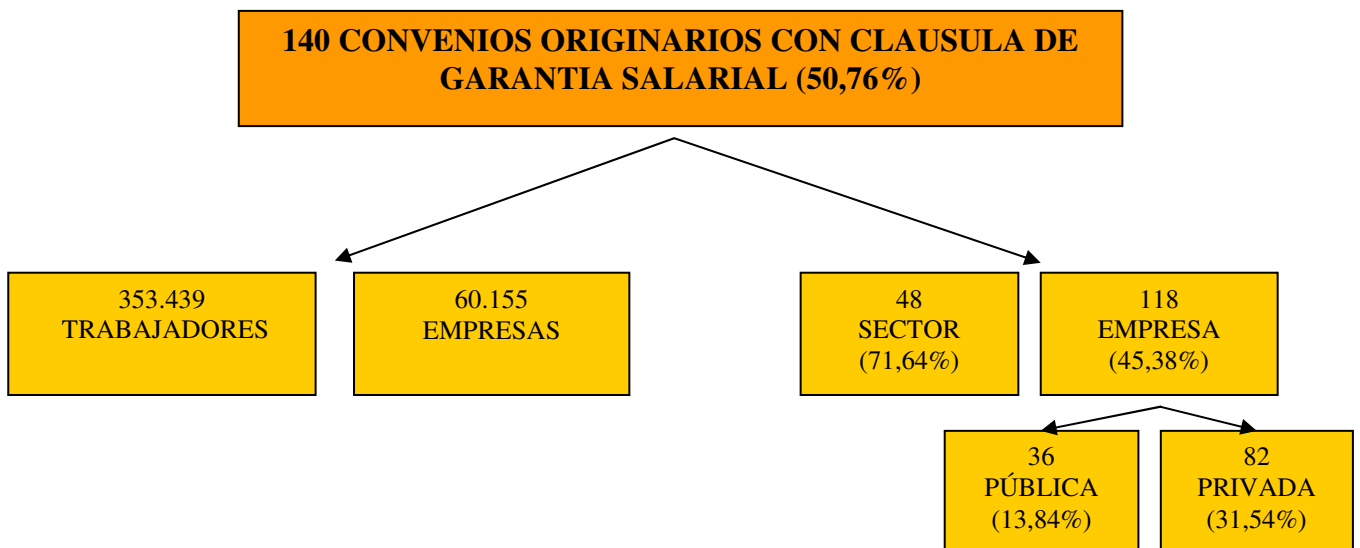 140 CONVENIOS ORIGINARIOS CON CLAUSULA DE
GARANTIA SALARIAL (50,76%)
353.439
TRABAJADORES
60.155
EMPRESAS
48
SECTOR
(71,64%)
118
EMPRESA
(45,38%)
36
PÚBLICA
(13,84%)
82
PRIVADA
(31,54%)